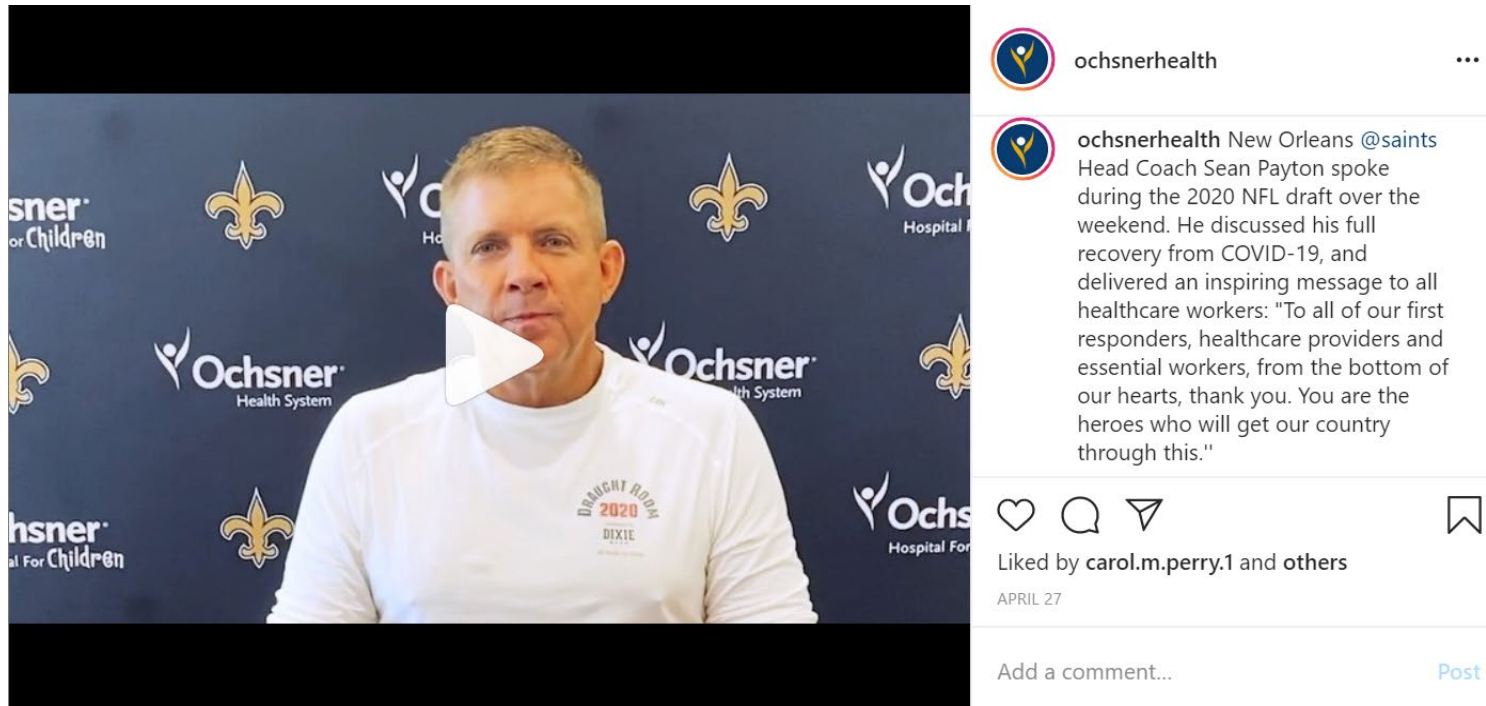 sner
or Children
Ho
Och
Hospital F
Ochsner
Health System
Ochsner
lth System
DRAUGHT ROOM
2020
DIXIE
hsner
al For Children
Ochs
Hospital For
ochsnerhealth
ochsnerhealth New Orleans @saints
Head Coach Sean Payton spoke
during the 2020 NFL draft over the
weekend. He discussed his full
recovery from COVID-19, and
delivered an inspiring message to all
healthcare workers: "To all of our first
responders, healthcare providers and
essential workers, from the bottom of
our hearts, thank you. You are the
heroes who will get our country
through this.''
Liked by carol.m.perry.1 and others
APRIL 27
Add a comment...
Post